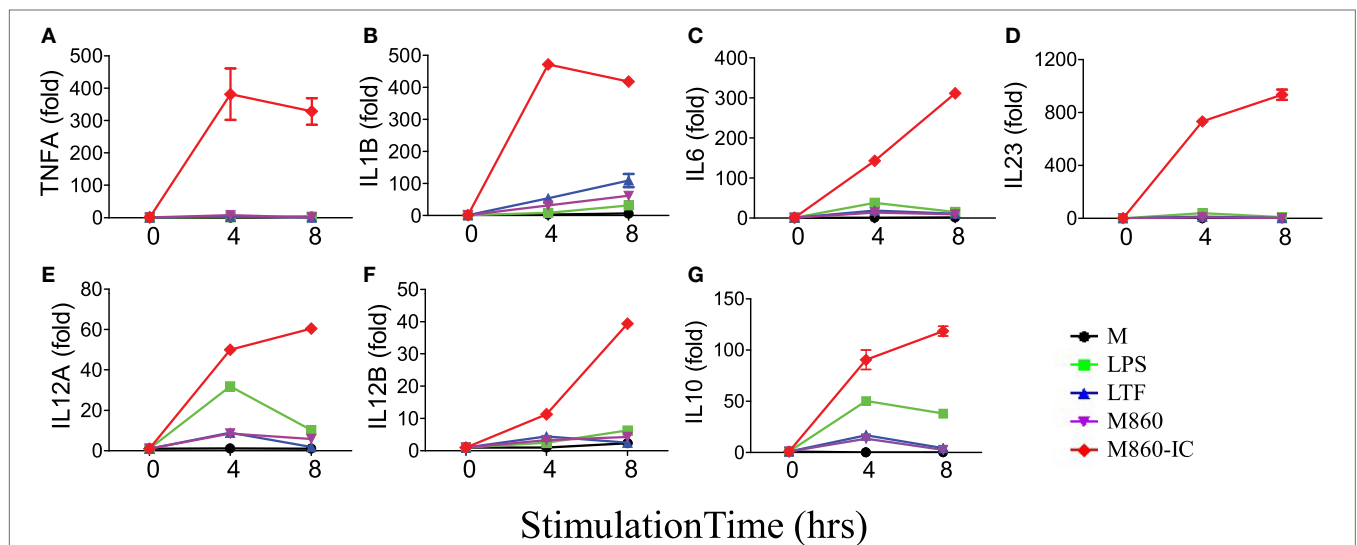 A
B
C
D
TNFA (fold)
500
400
300
200
100
0
0 4 8
IL1B (fold)
500
400
300
200
100
0
0 4 8
IL6 (fold)
400
300
200
100
0
0 4 8
IL23 (fold)
1200
800
400
0
0 4 8
E
F
G
IL12A (fold)
80
60
40
20
0
0 4 8
IL12B (fold)
50
40
30
20
10
0
0 4 8
IL10 (fold)
150
100
50
0
0 4 8
M
LPS
LTF
M860
M860-IC
StimulationTime (hrs)